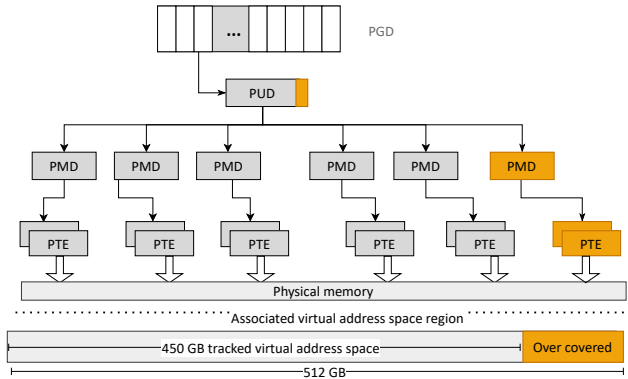 ...
PGD
PUD
PMD PMD PMD PMD PMD PMD
PTE PTE PTE PTE PTE PTE
Physical memory
Associated virtual address space region
450 GB tracked virtual address space Over covered
512 GB